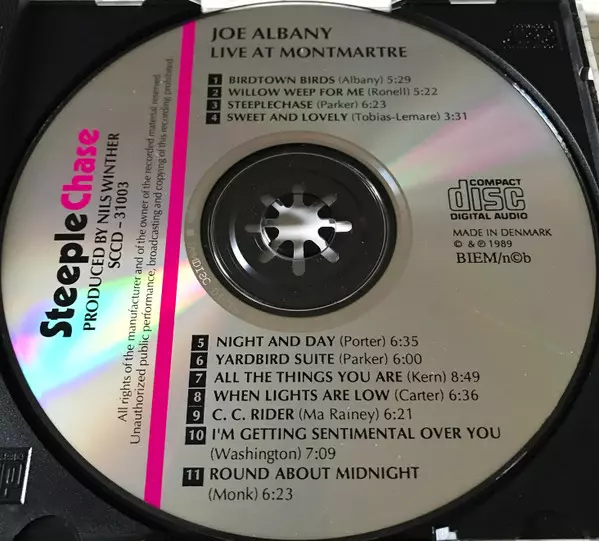 JOE ALBANY
LIVE AT MONTMARTRE
1 BIRDTOWN BIRDS (Albany) 5:29
2 WILLOW WEEP FOR ME (Ronell) 5:22
3 STEEPLECHASE (Parker) 6:23
4 SWEET AND LOVELY (Tobias-Lemare) 3:31
SteepleChase
PRODUCED BY NILS WINTHER
SCCD – 31003
All rights of the manufacturer and of the owner of the recorded material reserved
Unauthorized public performance, broadcasting and copying of this recording prohibited.
COMPACT
disc
DIGITAL AUDIO
MADE IN DENMARK
© & ℗ 1989
BIEM/n©b
5 NIGHT AND DAY (Porter) 6:35
6 YARDBIRD SUITE (Parker) 6:00
7 ALL THE THINGS YOU ARE (Kern) 8:49
8 WHEN LIGHTS ARE LOW (Carter) 6:36
9 C. C. RIDER (Ma Rainey) 6:21
10 I'M GETTING SENTIMENTAL OVER YOU
(Washington) 7:09
11 ROUND ABOUT MIDNIGHT
(Monk) 6:23